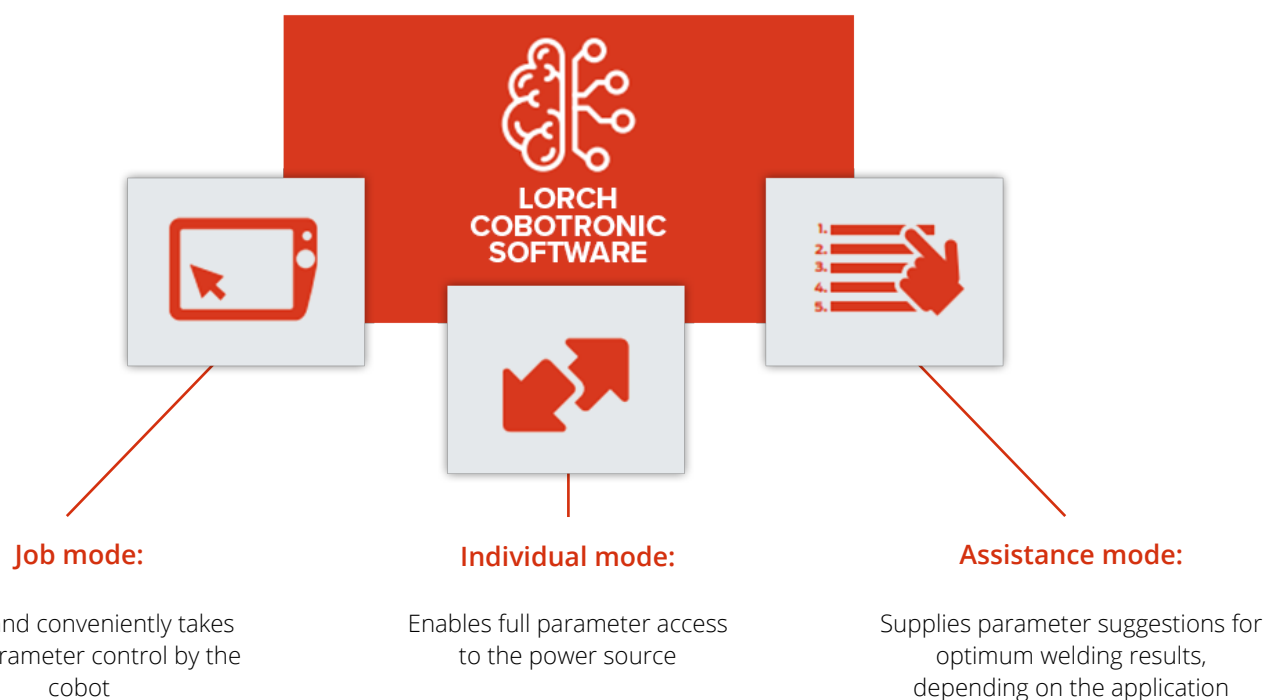 LORCH
COBOTRONIC
SOFTWARE
1.
2.
3.
4.
5.
Job mode:
conveniently takes
control by the
cobot
Individual mode:
Enables full parameter access
to the power source
Assistance mode:
Supplies parameter suggestions for
optimum welding results,
depending on the application